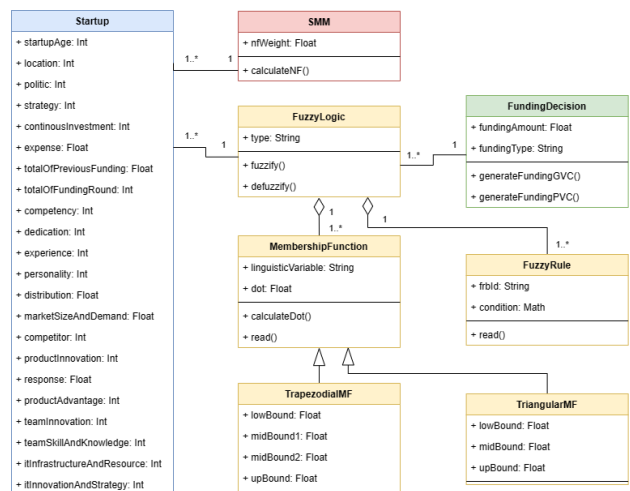 Startup
+ startupAge: Int
+ location: Int
+ politic: Int
+ strategy: Int
+ continousInvestment: Int
+ expense: Float
+ totalOfPreviousFunding: Float
+ totalOfFundingRound: Int
+ competency: Int
+ dedication: Int
+ experience: Int
+ personality: Int
+ distribution: Float
+ marketSizeAndDemand: Float
+ competitor: Int
+ productInnovation: Int
+ response: Float
+ productAdvantage: Int
+ teamInnovation: Int
+ teamSkillAndKnowledge: Int
+ itInfrastructureAndResource: Int
+ itInnovationAndStrategy: Int
1..*
1
SMM
+ nfWeight: Float
+ calculateNF()
1..*
1
FuzzyLogic
+ type: String
+ fuzzify()
+ defuzzify()
1..*
1
FundingDecision
+ fundingAmount: Float
+ fundingType: String
+ generateFundingGVC()
+ generateFundingPVC()
1
1..*
1
1..*
MembershipFunction
+ linguisticVariable: String
+ dot: Float
+ calculateDot()
+ read()
FuzzyRule
+ frbId: String
+ condition: Math
+ read()
TrapezodialMF
+ lowBound: Float
+ midBound1: Float
+ midBound2: Float
+ upBound: Float
TriangularMF
+ lowBound: Float
+ midBound: Float
+ upBound: Float